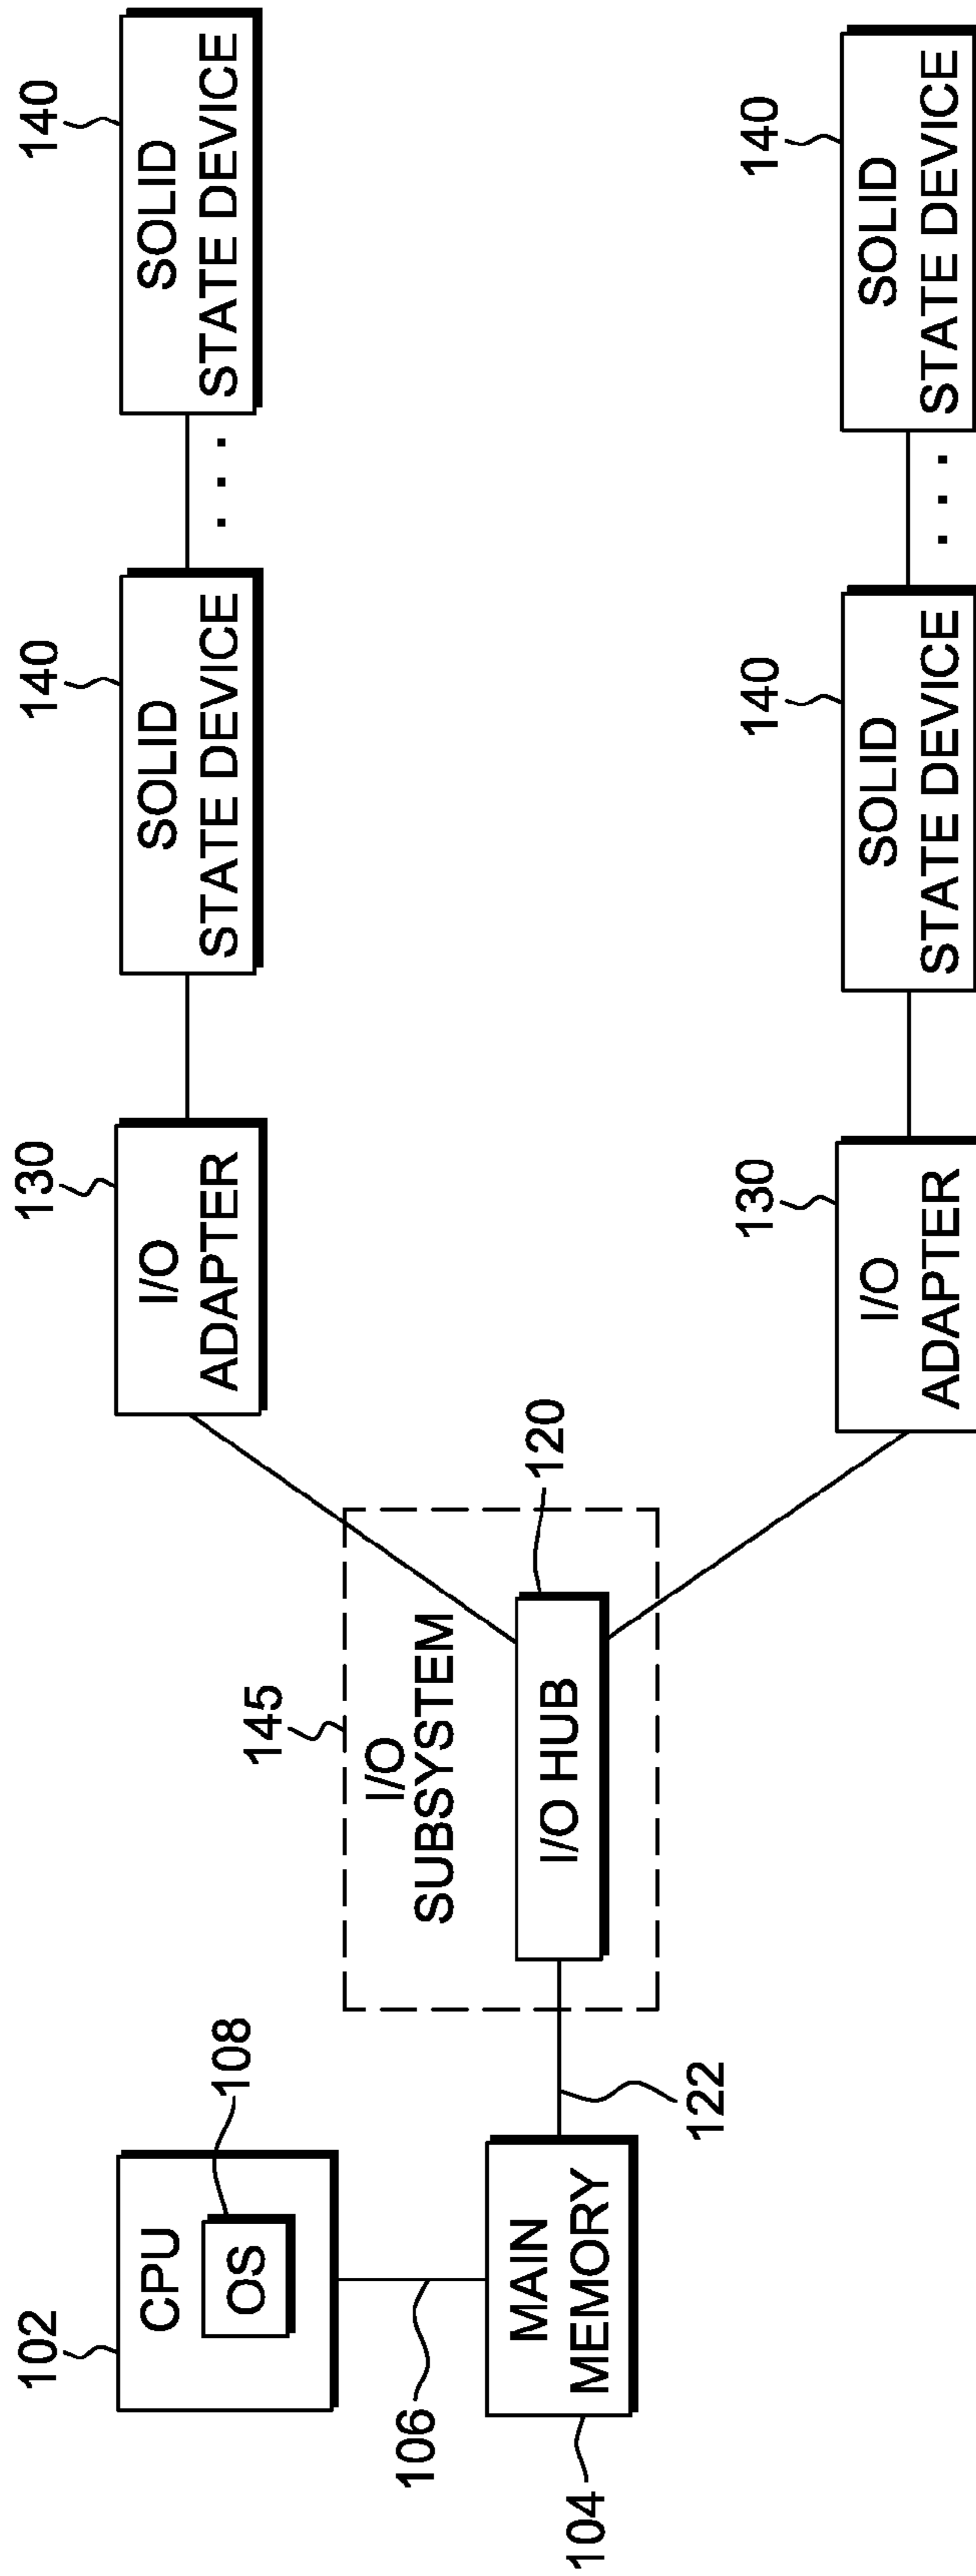 102
CPU
OS
108
106
MAIN
MEMORY
104
122
145
I/O
SUBSYSTEM
I/O HUB
120
130
I/O
ADAPTER
140
SOLID
STATE DEVICE
. . .
140
SOLID
STATE DEVICE
130
I/O
ADAPTER
140
SOLID
STATE DEVICE
. . .
140
SOLID
STATE DEVICE